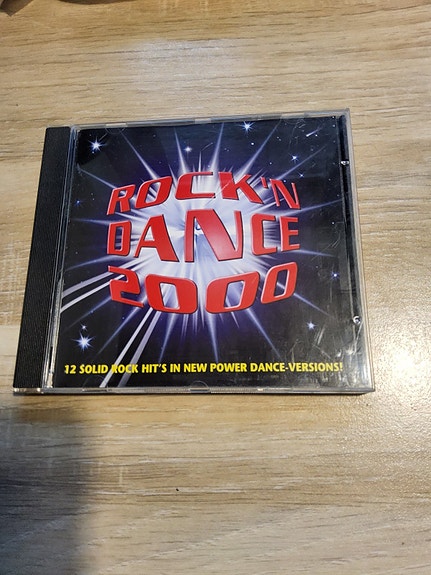 ROCK'N
DANCE
2000
12 SOLID ROCK HIT'S IN NEW POWER DANCE-VERSIONS!